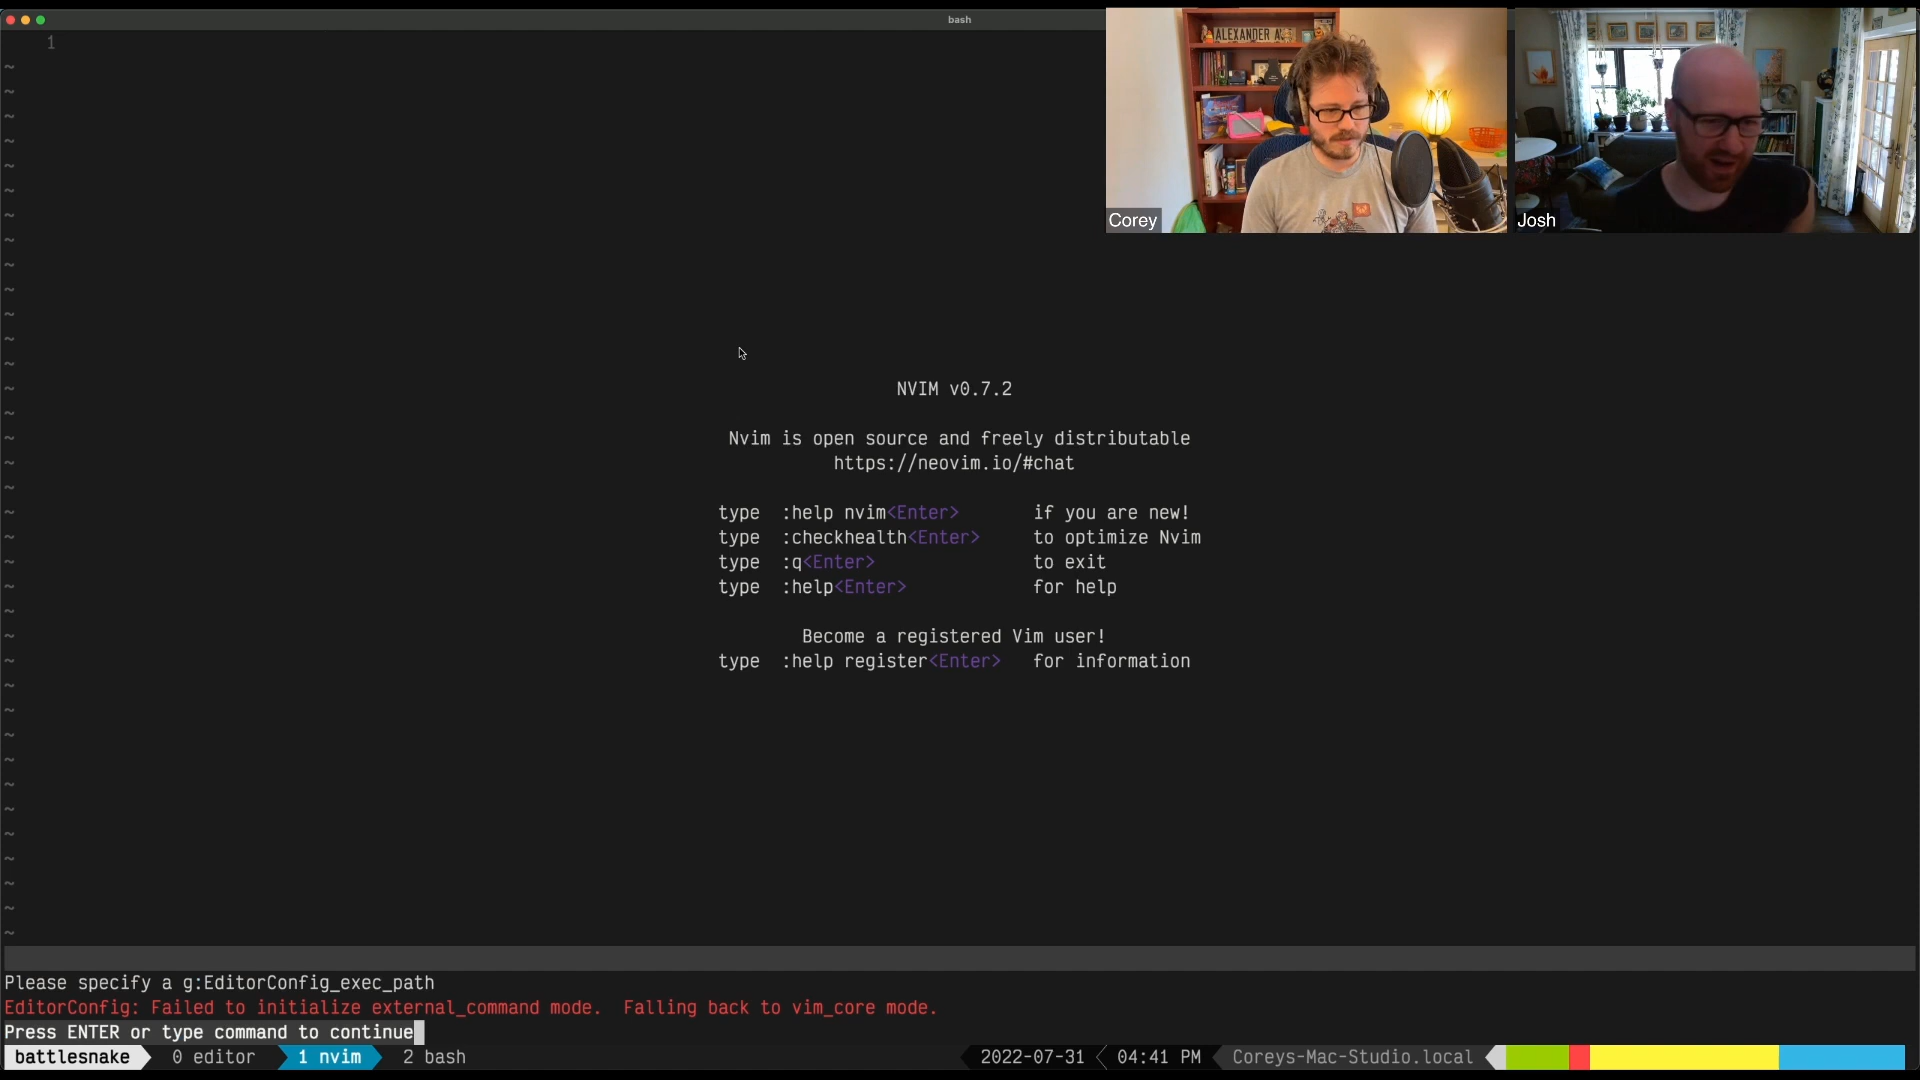 bash
1
ALEXANDER A
Corey
Josh
NVIM v0.7.2
Nvim is open source and freely distributable
https://neovim.io/#chat
type :help nvim<Enter> if you are new!
type :checkhealth<Enter> to optimize Nvim
type :q<Enter> to exit
type :help<Enter> for help
Become a registered Vim user!
type :help register<Enter> for information
Please specify a g:EditorConfig_exec_path
EditorConfig: Failed to initialize external_command mode. Falling back to vim_core mode.
Press ENTER or type command to continue
battlesnake 0 editor 1 nvim 2 bash 2022-07-31 04:41 PM Coreys-Mac-Studio.local